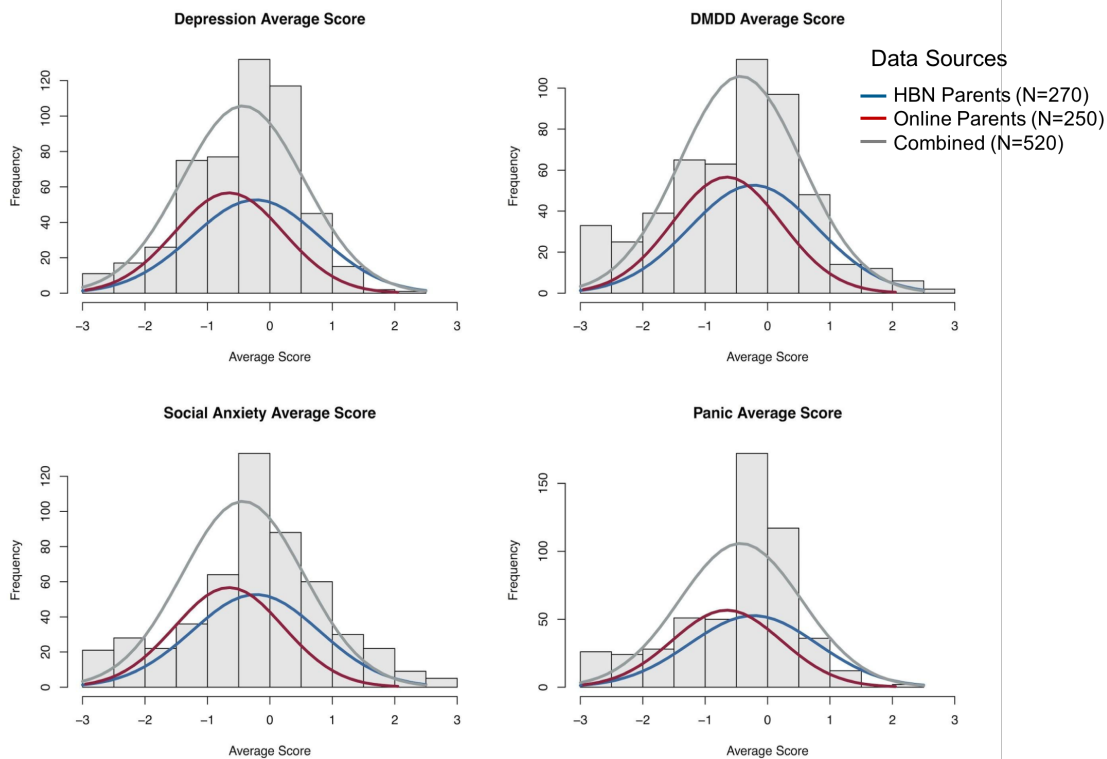 Depression Average Score
Frequency
0 20 40 60 80 100 120
−3 −2 −1 0 1 2 3
Average Score
DMDD Average Score
Frequency
0 20 40 60 80 100
−3 −2 −1 0 1 2 3
Average Score
Data Sources
HBN Parents (N=270)
Online Parents (N=250)
Combined (N=520)
Social Anxiety Average Score
Frequency
0 20 40 60 80 100 120
−3 −2 −1 0 1 2 3
Average Score
Panic Average Score
Frequency
0 50 100 150
−3 −2 −1 0 1 2 3
Average Score